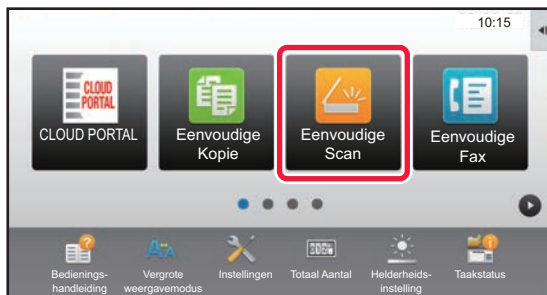 10:15
CLOUD
PORTAL
CLOUD PORTAL
Eenvoudige
Kopie
Eenvoudige
Scan
Eenvoudige
Fax
Bedienings-
handleiding
Vergrote
weergavemodus
Instellingen
Totaal Aantal
Helderheids-
instelling
Taakstatus